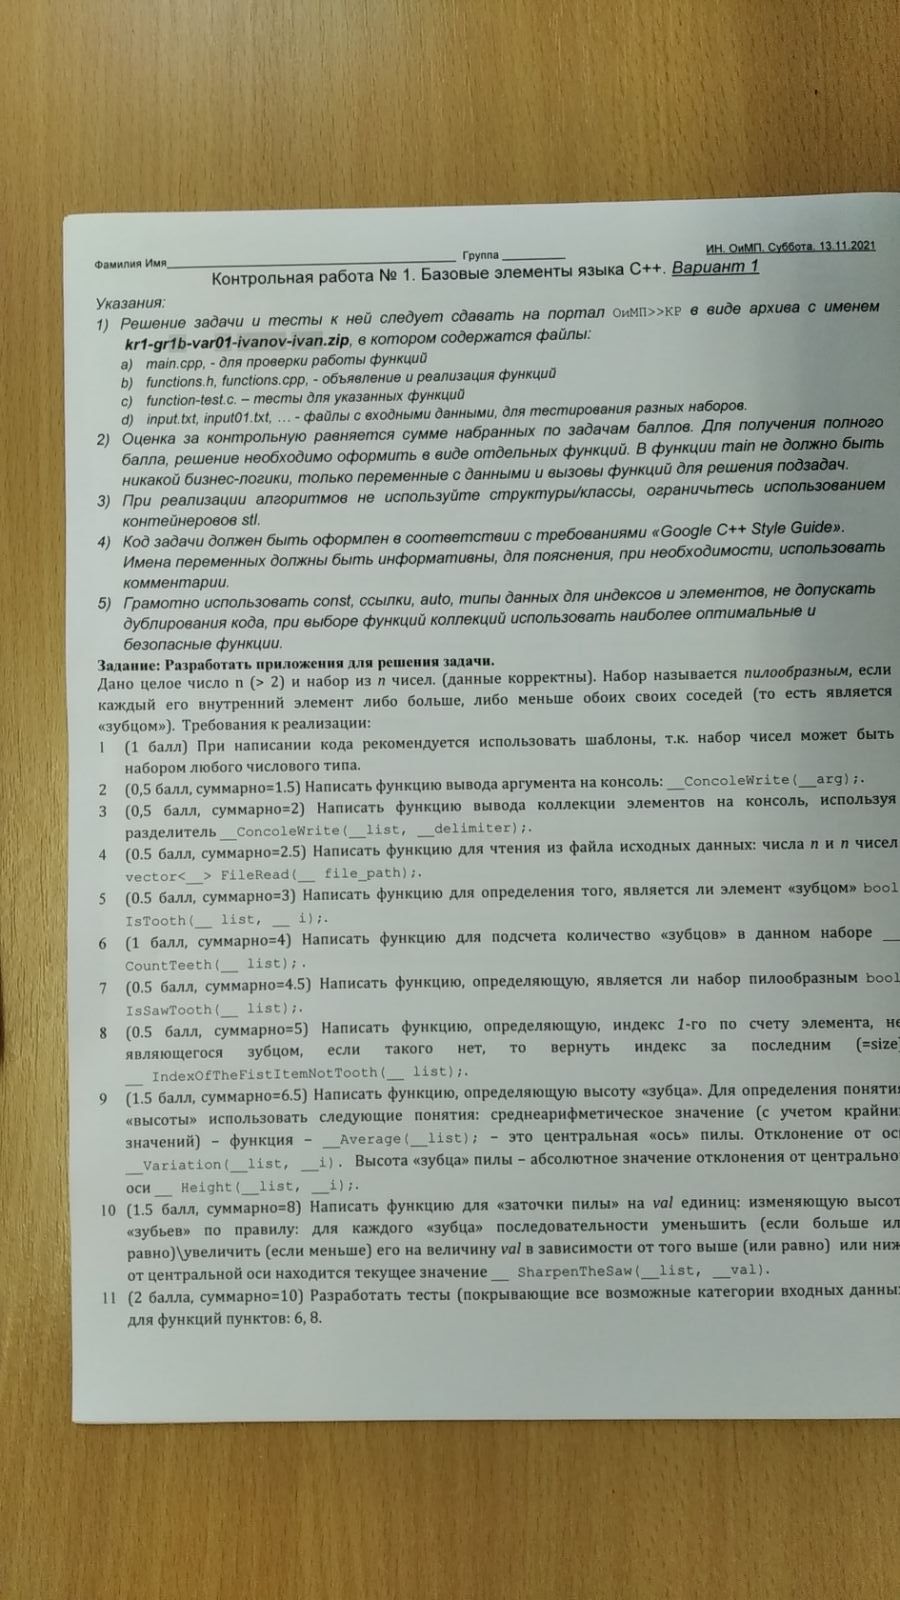 Фамилия Имя____________ Группа ________ ИН. ОиМП. Суббота. 13.11.2021
Контрольная работа № 1. Базовые элементы языка С++. Вариант 1
Указания:
1) Решение задачи и тесты к ней следует сдавать на портал ОиМП>>КР в виде архива с именем
kr1-gr1b-var01-ivanov-ivan.zip, в котором содержатся файлы:
a) main.cpp, - для проверки работы функций
b) functions.h, functions.cpp, - объявление и реализация функций
c) function-test.c. – тесты для указанных функций
d) input.txt, input01.txt, ... - файлы с входными данными, для тестирования разных наборов.
2) Оценка за контрольную равняется сумме набранных по задачам баллов. Для получения полного
балла, решение необходимо оформить в виде отдельных функций. В функции main не должно быть
никакой бизнес-логики, только переменные с данными и вызовы функций для решения подзадач.
3) При реализации алгоритмов не используйте структуры/классы, ограничьтесь использованием
контейнеровов stl.
4) Код задачи должен быть оформлен в соответствии с требованиями «Google C++ Style Guide».
Имена переменных должны быть информативны, для пояснения, при необходимости, использовать
комментарии.
5) Грамотно использовать const, ссылки, auto, типы данных для индексов и элементов, не допускать
дублирования кода, при выборе функций коллекций использовать наиболее оптимальные и
безопасные функции.
Задание: Разработать приложения для решения задачи.
Дано целое число n (> 2) и набор из n чисел. (данные корректны). Набор называется пилообразным, если
каждый его внутренний элемент либо больше, либо меньше обоих своих соседей (то есть является
«зубцом»). Требования к реализации:
1 (1 балл) При написании кода рекомендуется использовать шаблоны, т.к. набор чисел может быть
набором любого числового типа.
2 (0,5 балл, суммарно=1.5) Написать функцию вывода аргумента на консоль: __ConcoleWrite(__arg);.
3 (0,5 балл, суммарно=2) Написать функцию вывода коллекции элементов на консоль, используя
разделитель __ConcoleWrite(__list, __delimiter);.
4 (0.5 балл, суммарно=2.5) Написать функцию для чтения из файла исходных данных: числа n и n чисел
vector<__> FileRead(__ file_path);.
5 (0.5 балл, суммарно=3) Написать функцию для определения того, является ли элемент «зубцом» bool
IsTooth(__ list, __ i);.
6 (1 балл, суммарно=4) Написать функцию для подсчета количество «зубцов» в данном наборе __
CountTeeth(__ list);.
7 (0.5 балл, суммарно=4.5) Написать функцию, определяющую, является ли набор пилообразным bool
IsSawTooth(__ list);.
8 (0.5 балл, суммарно=5) Написать функцию, определяющую, индекс 1-го по счету элемента, не
являющегося зубцом, если такого нет, то вернуть индекс за последним (=size)
__ IndexOfTheFistItemNotTooth(__ list);.
9 (1.5 балл, суммарно=6.5) Написать функцию, определяющую высоту «зубца». Для определения понятия
«высоты» использовать следующие понятия: среднеарифметическое значение (с учетом крайних
значений) – функция – __Average(__list); – это центральная «ось» пилы. Отклонение от оси
__Variation(__list, __i). Высота «зубца» пилы – абсолютное значение отклонения от центрально
оси __ Height(__list, __i);.
10 (1.5 балл, суммарно=8) Написать функцию для «заточки пилы» на val единиц: изменяющую высот
«зубьев» по правилу: для каждого «зубца» последовательности уменьшить (если больше ил
равно)\увеличить (если меньше) его на величину val в зависимости от того выше (или равно) или ниж
от центральной оси находится текущее значение __ SharpenTheSaw(__list, __val).
11 (2 балла, суммарно=10) Разработать тесты (покрывающие все возможные категории входных данны
для функций пунктов: 6, 8.